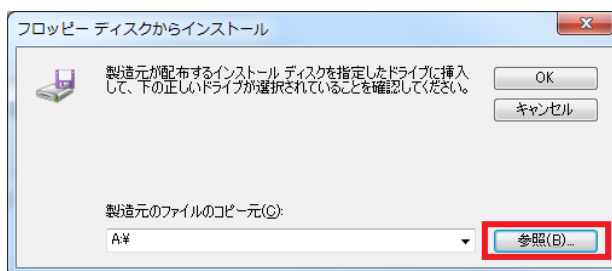 フロッピー ディスクからインストール
製造元が配布するインストール ディスクを指定したドライブに挿入
して、下の正しいドライブが選択されていることを確認してください。
OK
キャンセル
製造元のファイルのコピー元(C):
A:¥
参照(B)...